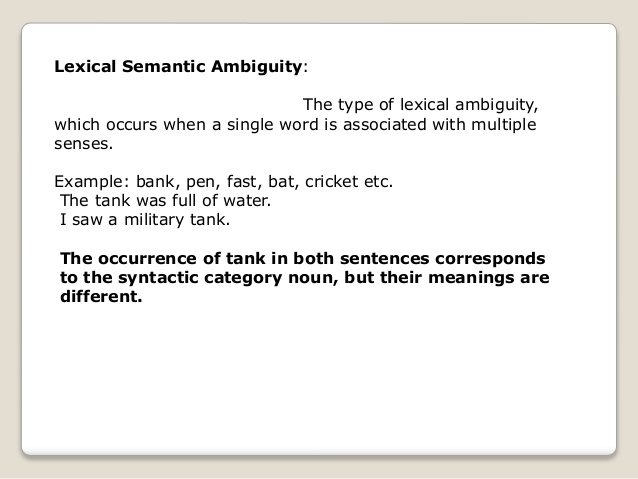 Lexical Semantic Ambiguity:
The type of lexical ambiguity,
which occurs when a single word is associated with multiple
senses.
Example: bank, pen, fast, bat, cricket etc.
The tank was full of water.
I saw a military tank.
The occurrence of tank in both sentences corresponds
to the syntactic category noun, but their meanings are
different.